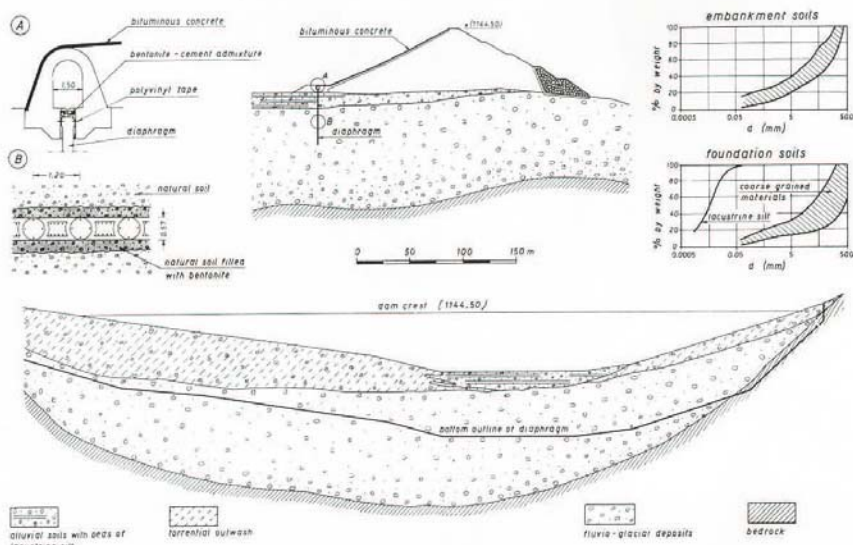 A
bituminous concrete
bentonite - cement admixture
1,50
polyvinyl tape
diaphragm
B
1,20
natural soil
0,57
natural soil filled
with bentonite
(1144.50)
bituminous concrete
A
B
diaphragm
0 50 100 150 m
embankment soils
% by weight
100
80
60
40
20
0
0.0005 0.05 5 500
d (mm)
foundation soils
% by weight
100
80
60
40
20
0
coarse grained
materials
lacustrine silt
0.0005 0.05 5 500
d (mm)
dam crest (1144.50)
bottom outline of diaphragm
alluvial soils with beds of
torrential outwash
fluvio-glacial deposits
bedrock